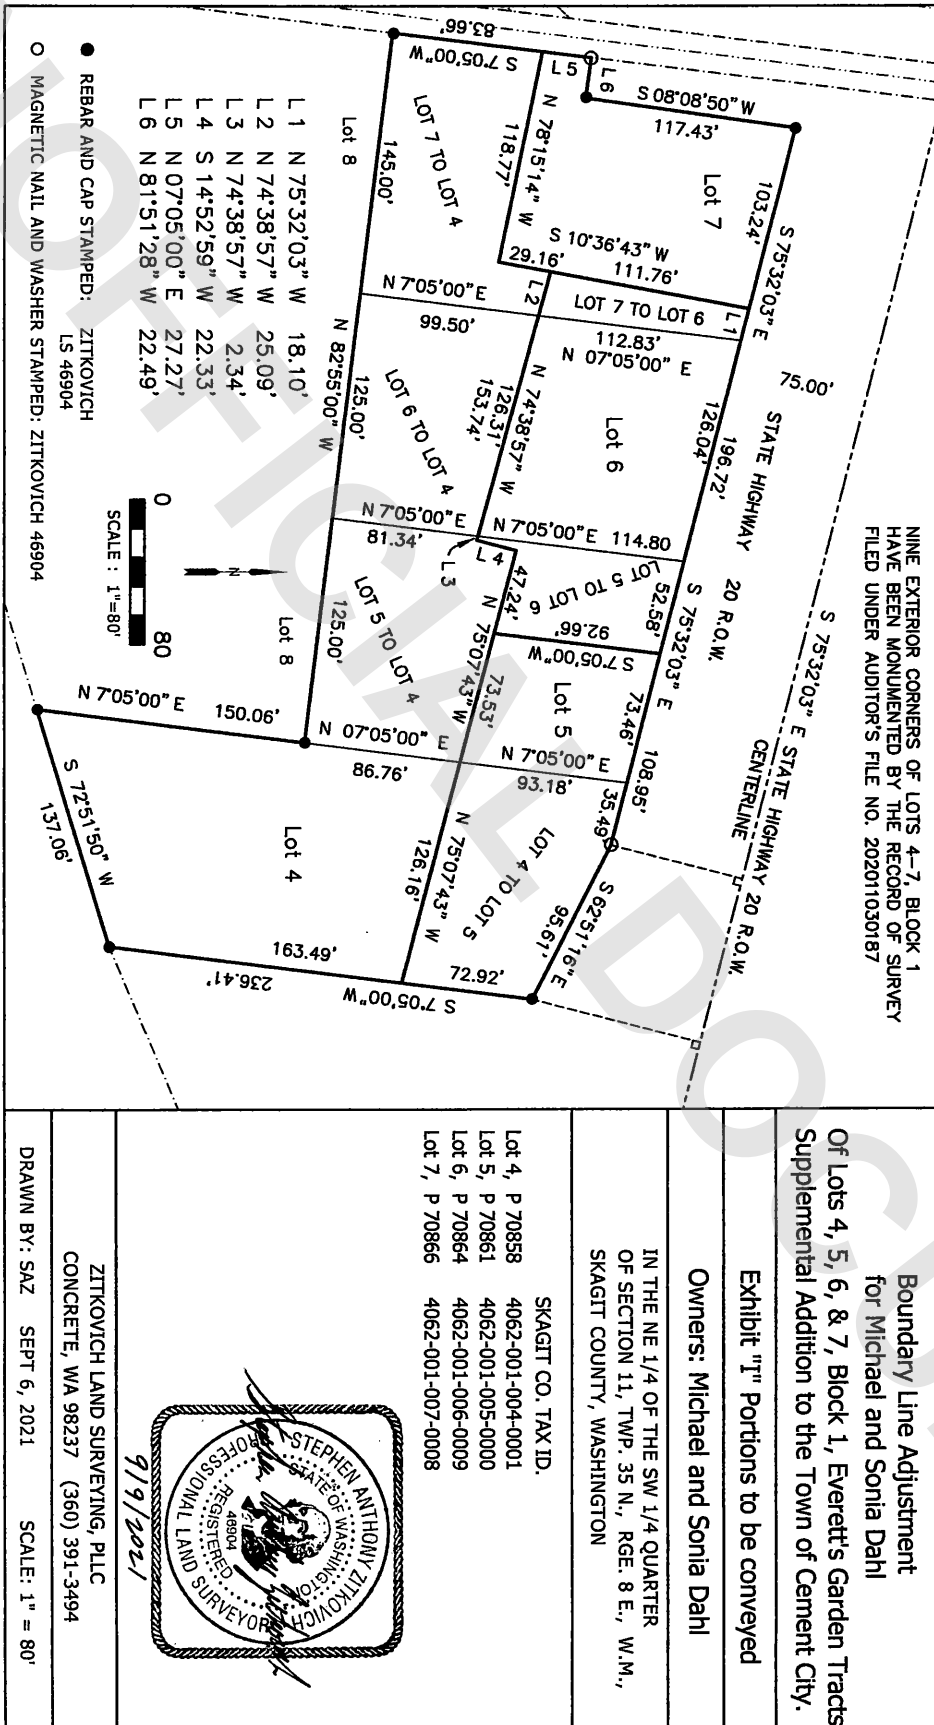 NINE EXTERIOR CORNERS OF LOTS 4-7, BLOCK 1
HAVE BEEN MONUMENTED BY THE RECORD OF SURVEY
FILED UNDER AUDITOR'S FILE NO. 202011030187
S 75°32'03" E STATE HIGHWAY 20 R.O.W.
CENTERLINE
75.00'
STATE HIGHWAY 20 R.O.W.
S 75°32'03" E
103.24'
S 75°32'03" E
196.72'
126.04'
52.58'
108.95'
73.46'
35.49'
S 62°51'16" E
95.61'
S 08°08'50" W
117.43'
Lot 7
L 6
L 5
83.66'
S 7°05'00" W
N 78°15'14" W
118.77'
LOT 7 TO LOT 4
145.00'
Lot 8
S 10°36'43" W
111.76'
29.16'
L 1
L 2
LOT 7 TO LOT 6
112.83'
N 07°05'00" E
N 7°05'00" E
99.50'
Lot 6
N 74°38'57" W
126.31'
153.74'
LOT 6 TO LOT 4
125.00'
N 82°55'00" W
N 7°05'00" E
114.80
N 7°05'00" E
81.34'
L 3
L 4
LOT 5 TO LOT 6
47.24'
92.66'
S 7°05'00" W
N 75°07'43" W
73.53'
Lot 5
LOT 5 TO LOT 4
125.00'
Lot 8
N 7°05'00" E
93.18'
N 07°05'00" E
86.76'
LOT 4 TO LOT 5
N 75°07'43" W
126.16'
72.92'
S 7°05'00" W
163.49'
236.41'
Lot 4
N 7°05'00" E
150.06'
S 72°51'50" W
137.06'
L 1 N 75°32'03" W 18.10'
L 2 N 74°38'57" W 25.09'
L 3 N 74°38'57" W 2.34'
L 4 S 14°52'59" W 22.33'
L 5 N 07°05'00" E 27.27'
L 6 N 81°51'28" W 22.49'
N
0 80
SCALE : 1"=80'
REBAR AND CAP STAMPED: ZITKOVICH
LS 46904
MAGNETIC NAIL AND WASHER STAMPED: ZITKOVICH 46904
Boundary Line Adjustment
for Michael and Sonia Dahl
Of Lots 4, 5, 6, & 7, Block 1, Everett's Garden Tracts
Supplemental Addition to the Town of Cement City.
Exhibit "I" Portions to be conveyed
Owners: Michael and Sonia Dahl
IN THE NE 1/4 OF THE SW 1/4 QUARTER
OF SECTION 11, TWP. 35 N., RGE. 8 E., W.M.,
SKAGIT COUNTY, WASHINGTON
SKAGIT CO. TAX ID.
Lot 4, P 70858 4062-001-004-0001
Lot 5, P 70861 4062-001-005-0000
Lot 6, P 70864 4062-001-006-0009
Lot 7, P 70866 4062-001-007-0008
STEPHEN ANTHONY ZITKOVICH
STATE OF WASHINGTON
46904
REGISTERED
PROFESSIONAL LAND SURVEYOR
9/9/2021
ZITKOVICH LAND SURVEYING, PLLC
CONCRETE, WA 98237 (360) 391-3494
DRAWN BY: SAZ SEPT 6, 2021 SCALE: 1" = 80'